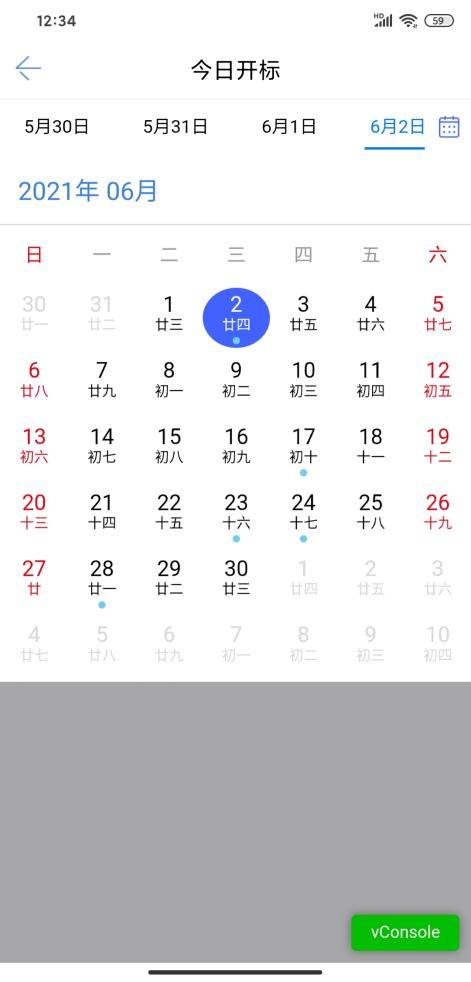 12:34 HD 59
今日开标
5月30日 5月31日 6月1日 6月2日
2021年 06月
日 一 二 三 四 五 六
30 31 1 2 3 4 5
廿一 廿二 廿三 廿四 廿五 廿六 廿七
6 7 8 9 10 11 12
廿八 廿九 初一 初二 初三 初四 初五
13 14 15 16 17 18 19
初六 初七 初八 初九 初十 十一 十二
20 21 22 23 24 25 26
十三 十四 十五 十六 十七 十八 十九
27 28 29 30 1 2 3
廿 廿一 廿二 廿三 廿四 廿五 廿六
4 5 6 7 8 9 10
廿七 廿八 廿九 初一 初二 初三 初四
vConsole